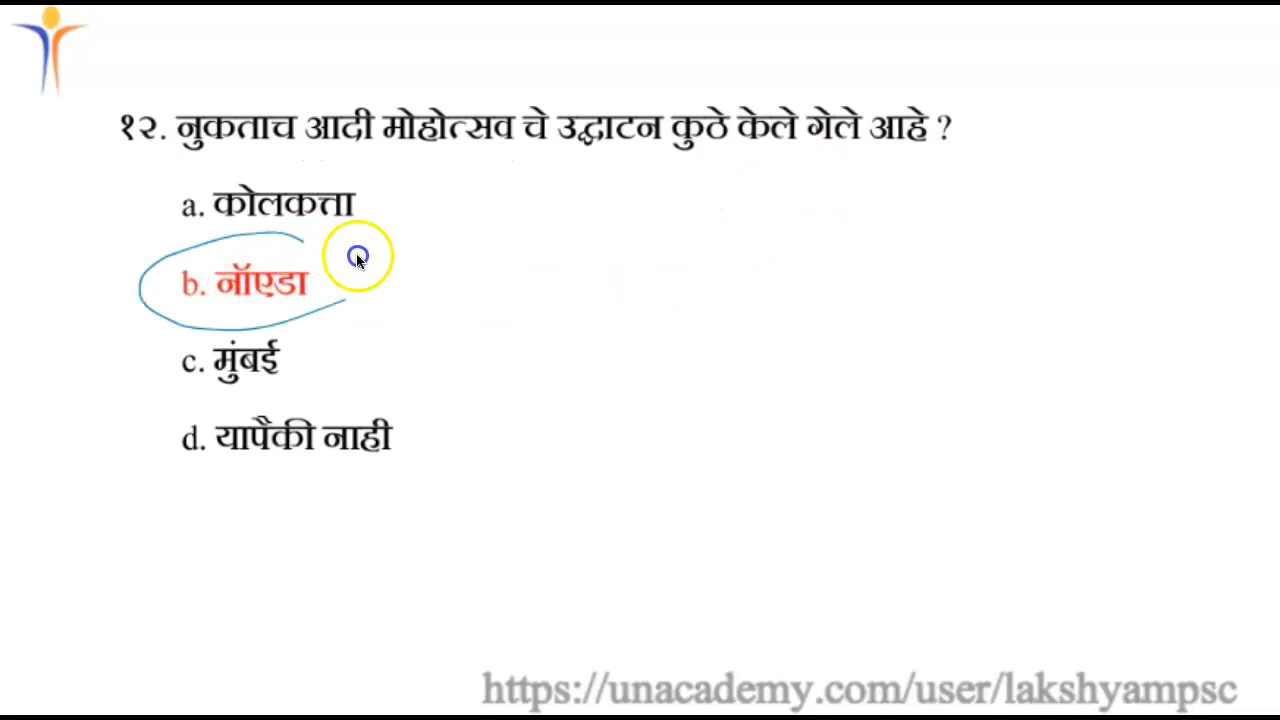 १२. नुकताच आदी मोहोत्सव चे उद्घाटन कुठे केले गेले आहे ?
a. कोलकत्ता
b. नॉएडा
c. मुंबई
d. यापैकी नाही
https://unacademy.com/user/lakshyampsc